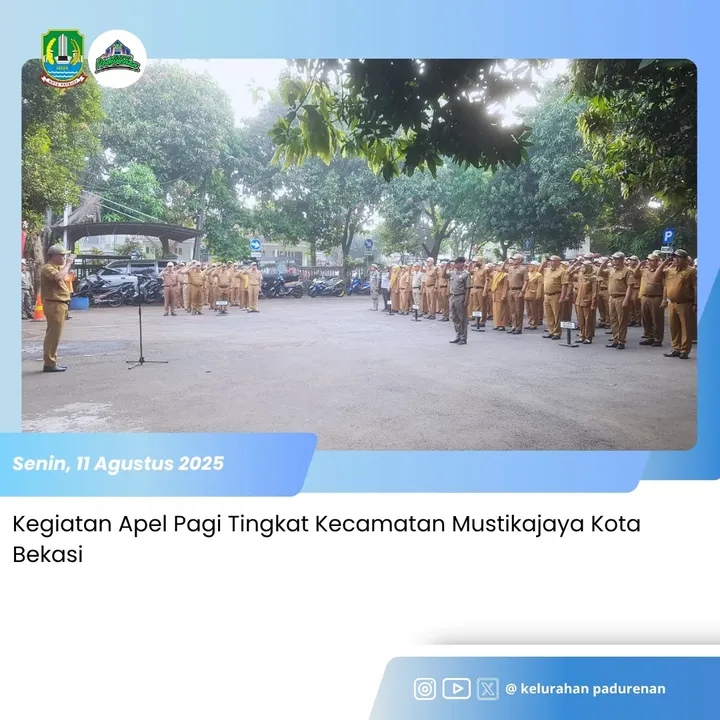 Senin, 11 Agustus 2025
Kegiatan Apel Pagi Tingkat Kecamatan Mustikajaya Kota
Bekasi
@ kelurahan padurenan